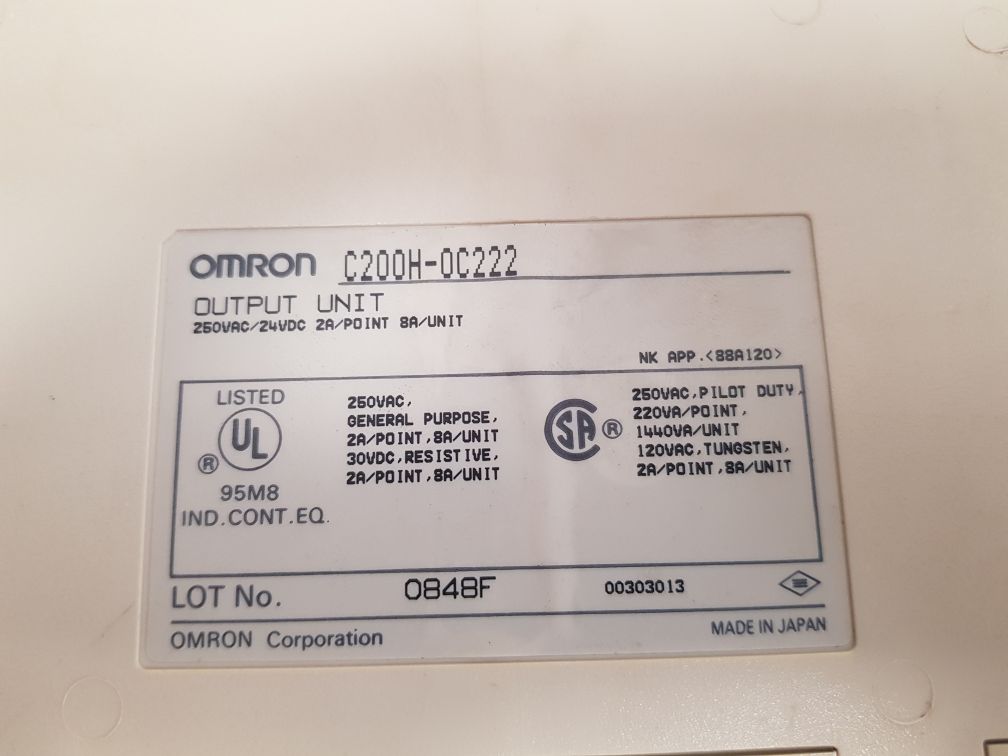 OMRON C200H-OC222
OUTPUT UNIT
250VAC/24VDC 2A/POINT 8A/UNIT
NK APP.<88A120>
LISTED
UL
®
95M8
IND.CONT.EQ.
250VAC,
GENERAL PURPOSE,
2A/POINT,8A/UNIT
30VDC,RESISTIVE,
2A/POINT,8A/UNIT
SA ®
250VAC,PILOT DUTY,
220VA/POINT,
1440VA/UNIT
120VAC,TUNGSTEN,
2A/POINT,8A/UNIT
LOT No. 0848F 00303013
OMRON Corporation MADE IN JAPAN